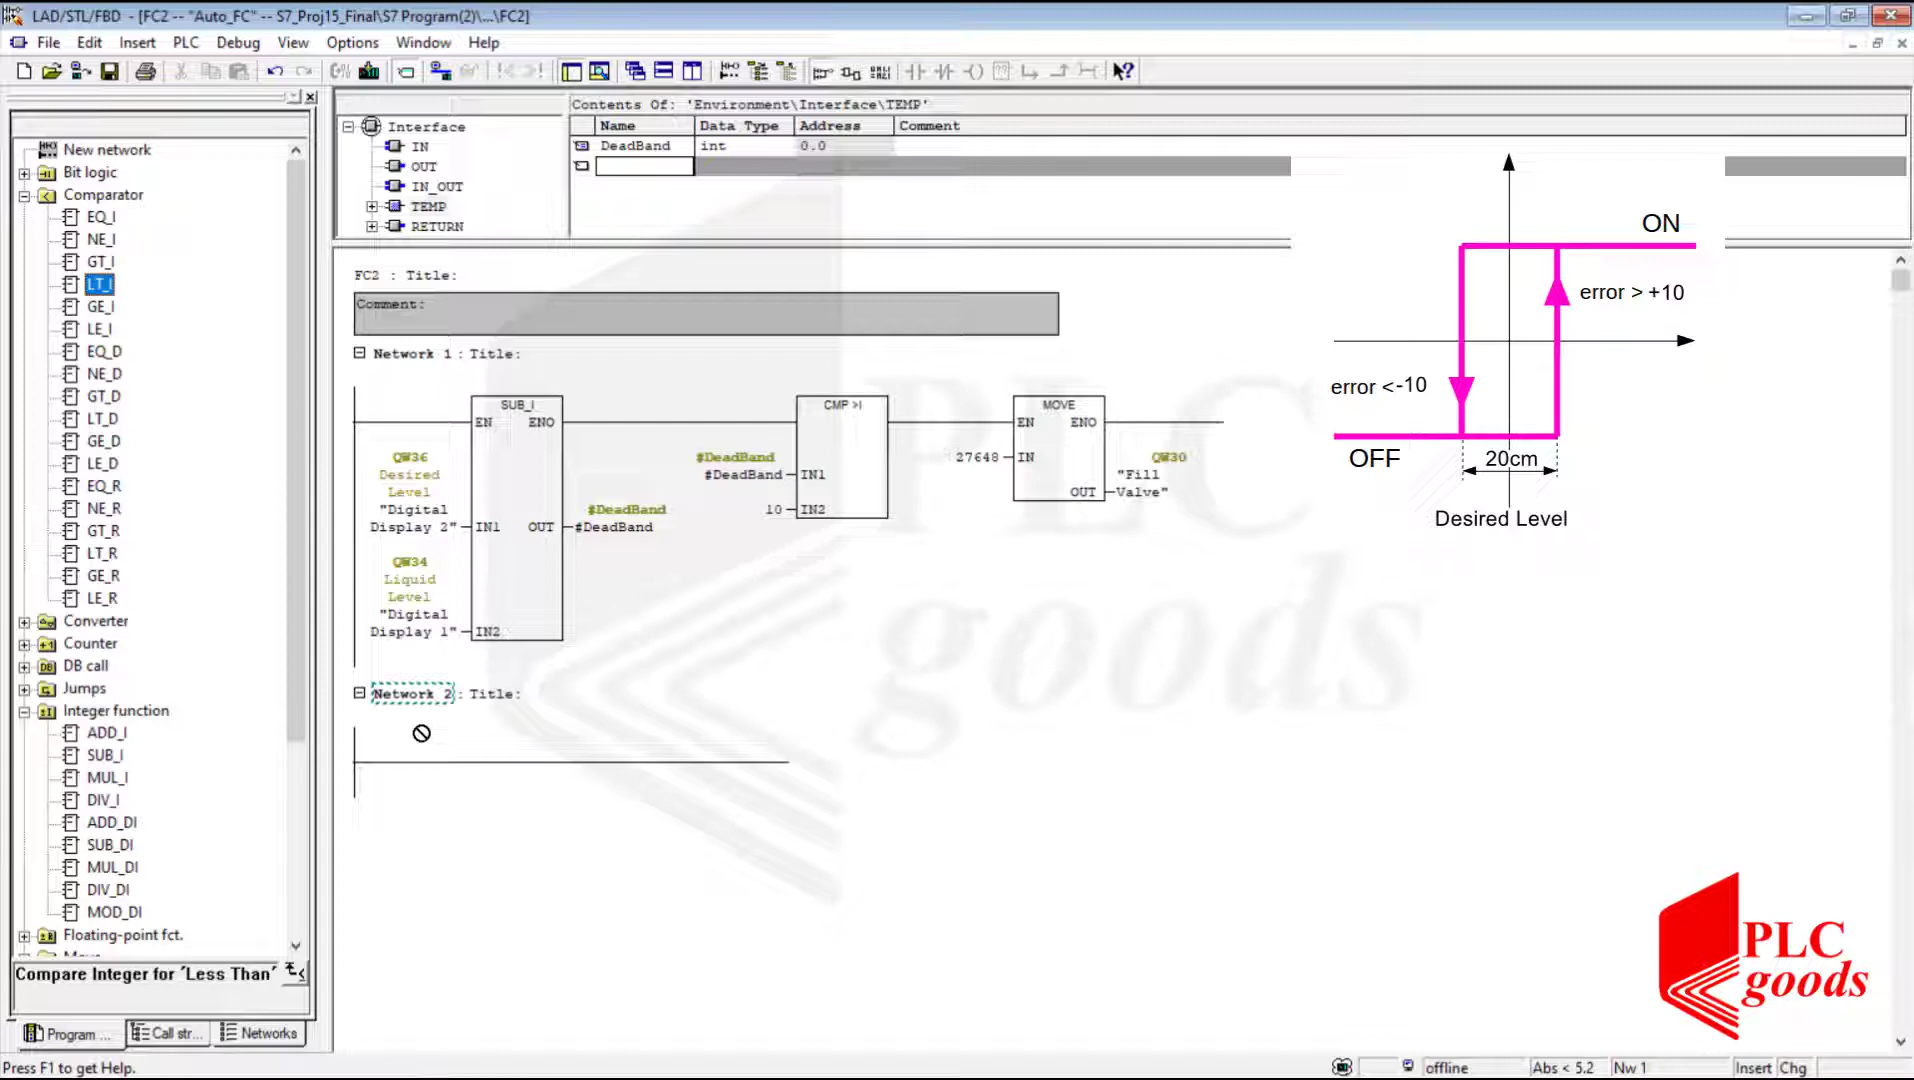 LAD/STL/FBD - [FC2 -- "Auto_FC" -- S7_Proj15_Final\S7 Program(2)\...\FC2]
File Edit Insert PLC Debug View Options Window Help
New network
Bit logic
Comparator
EQ_I
NE_I
GT_I
LT_I
GE_I
LE_I
EQ_D
NE_D
GT_D
LT_D
GE_D
LE_D
EQ_R
NE_R
GT_R
LT_R
GE_R
LE_R
Converter
Counter
DB call
Jumps
Integer function
ADD_I
SUB_I
MUL_I
DIV_I
ADD_DI
SUB_DI
MUL_DI
DIV_DI
MOD_DI
Floating-point fct.
Compare Integer for 'Less Than'
Program ... Call str... Networks
Interface
IN
OUT
IN_OUT
TEMP
RETURN
Contents Of: 'Environment\Interface\TEMP'
Name Data Type Address Comment
DeadBand int 0.0
FC2 : Title:
Comment:
Network 1 : Title:
SUB_I
EN ENO
QW36
Desired
Level
"Digital
Display 2" IN1
OUT
#DeadBand
#DeadBand
QW34
Liquid
Level
"Digital
Display 1" IN2
CMP >I
#DeadBand
#DeadBand IN1
10 IN2
MOVE
EN ENO
27648 IN
QW30
"Fill
OUT Valve"
Network 2 : Title:
ON
error > +10
error <-10
OFF
20cm
Desired Level
PLC
goods
PLC
goods
Press F1 to get Help.
offline Abs < 5.2 Nw 1 Insert Chg